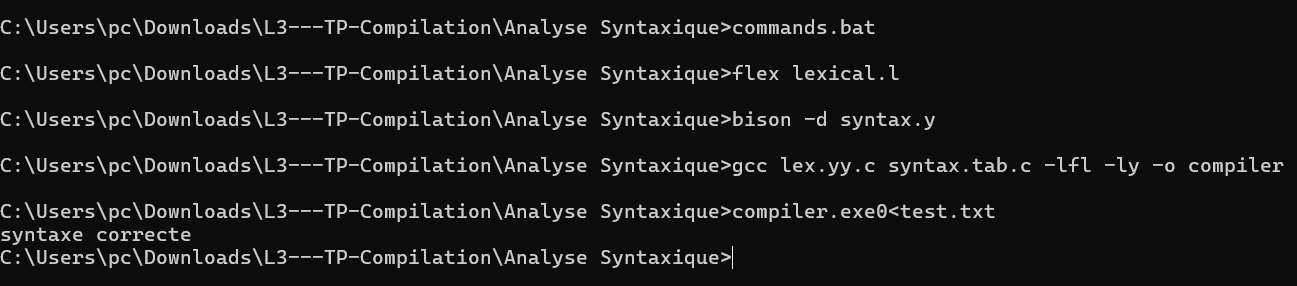 C:\Users\pc\Downloads\L3---TP-Compilation\Analyse Syntaxique>commands.bat
C:\Users\pc\Downloads\L3---TP-Compilation\Analyse Syntaxique>flex lexical.l
C:\Users\pc\Downloads\L3---TP-Compilation\Analyse Syntaxique>bison -d syntax.y
C:\Users\pc\Downloads\L3---TP-Compilation\Analyse Syntaxique>gcc lex.yy.c syntax.tab.c -lfl -ly -o compiler
C:\Users\pc\Downloads\L3---TP-Compilation\Analyse Syntaxique>compiler.exe0<test.txt
syntaxe correcte
C:\Users\pc\Downloads\L3---TP-Compilation\Analyse Syntaxique>